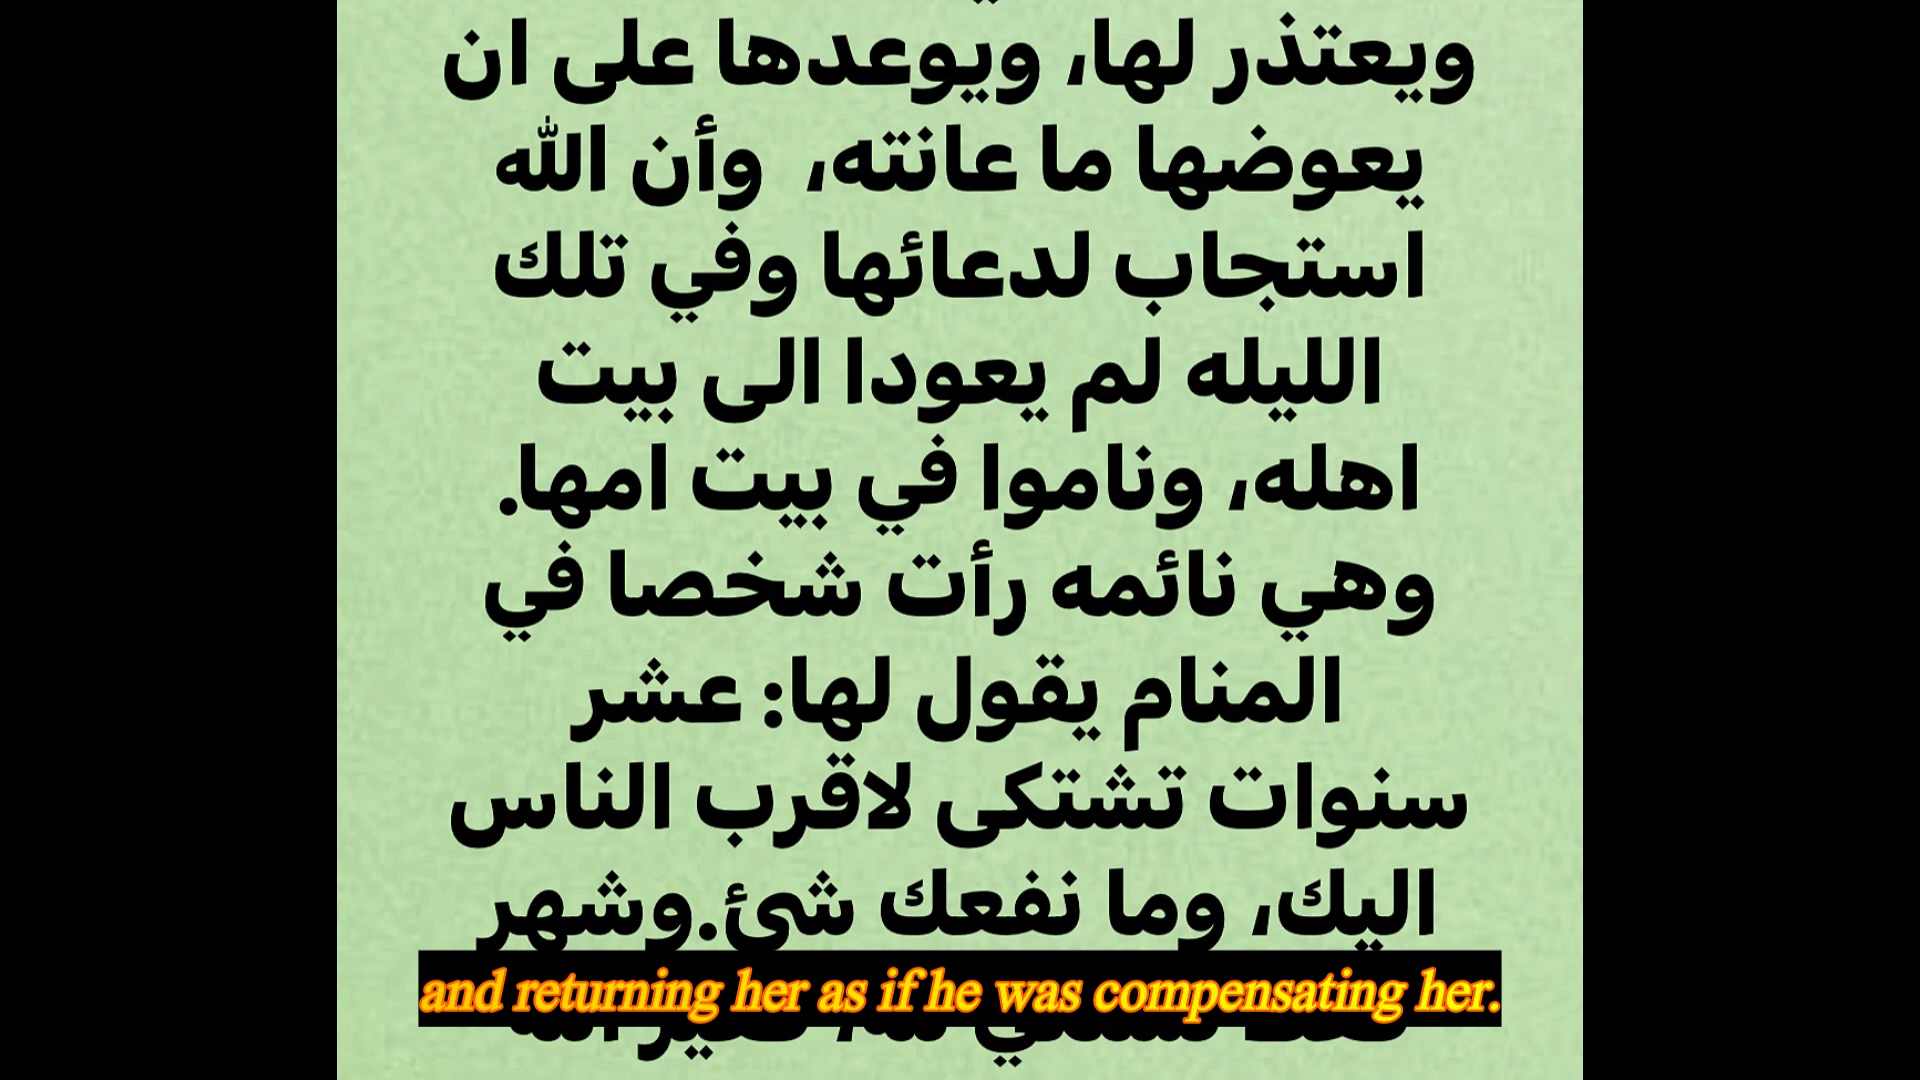 ويعتذر لها، ويوعدها على ان
يعوضها ما عانته، وأن الله
استجاب لدعائها وفي تلك
الليله لم يعودا الى بيت
اهله، وناموا في بيت امها.
وهي نائمه رأت شخصا في
المنام يقول لها: عشر
سنوات تشتكى لاقرب الناس
اليك، وما نفعك شئ.وشهر
and returning her as if he was compensating her.